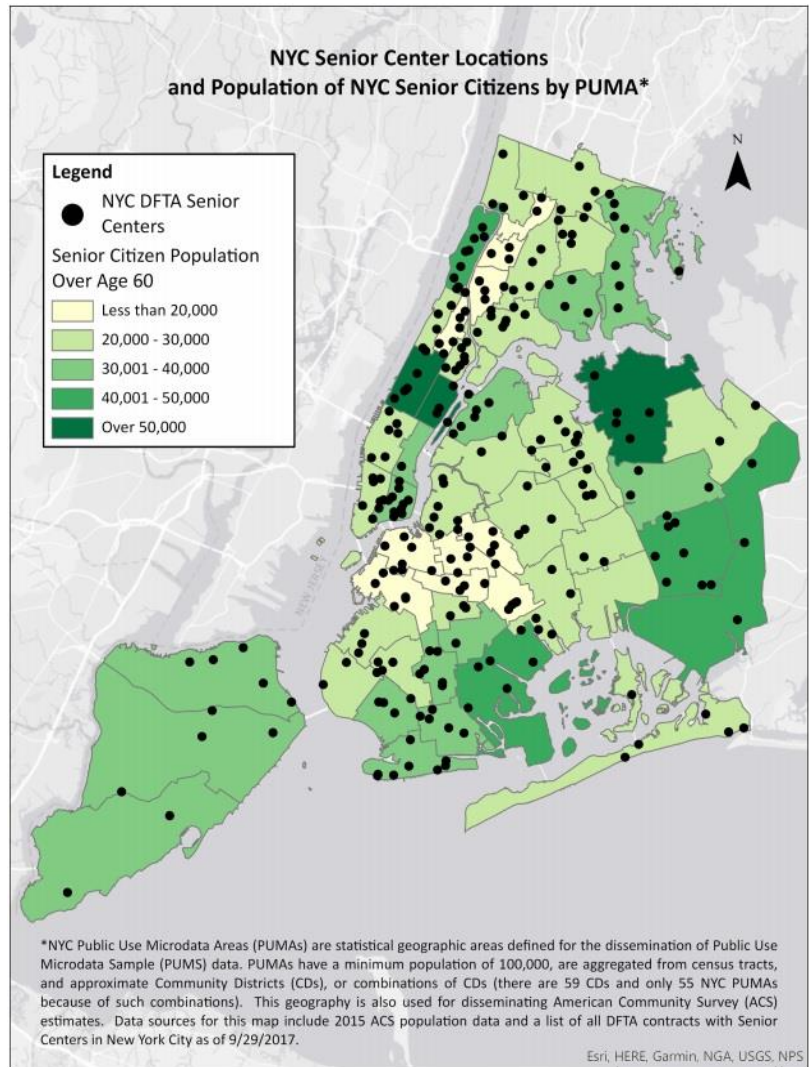 NYC Senior Center Locations
and Population of NYC Senior Citizens by PUMA*
N
Legend
NYC DFTA Senior
Centers
Senior Citizen Population
Over Age 60
Less than 20,000
20,000 - 30,000
30,001 - 40,000
40,001 - 50,000
Over 50,000
NEW JERSEY
*NYC Public Use Microdata Areas (PUMAs) are statistical geographic areas defined for the dissemination of Public Use
Microdata Sample (PUMS) data. PUMAs have a minimum population of 100,000, are aggregated from census tracts,
and approximate Community Districts (CDs), or combinations of CDs (there are 59 CDs and only 55 NYC PUMAs
because of such combinations). This geography is also used for disseminating American Community Survey (ACS)
estimates. Data sources for this map include 2015 ACS population data and a list of all DFTA contracts with Senior
Centers in New York City as of 9/29/2017.
Esri, HERE, Garmin, NGA, USGS, NPS